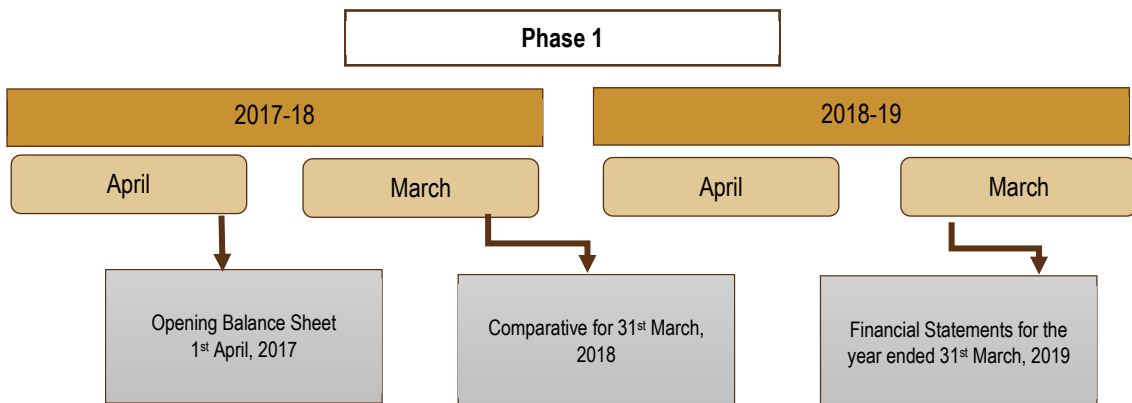 Phase 1
2017-18
2018-19
April
March
April
March
Opening Balance Sheet
1st April, 2017
Comparative for 31st March,
2018
Financial Statements for the
year ended 31st March, 2019